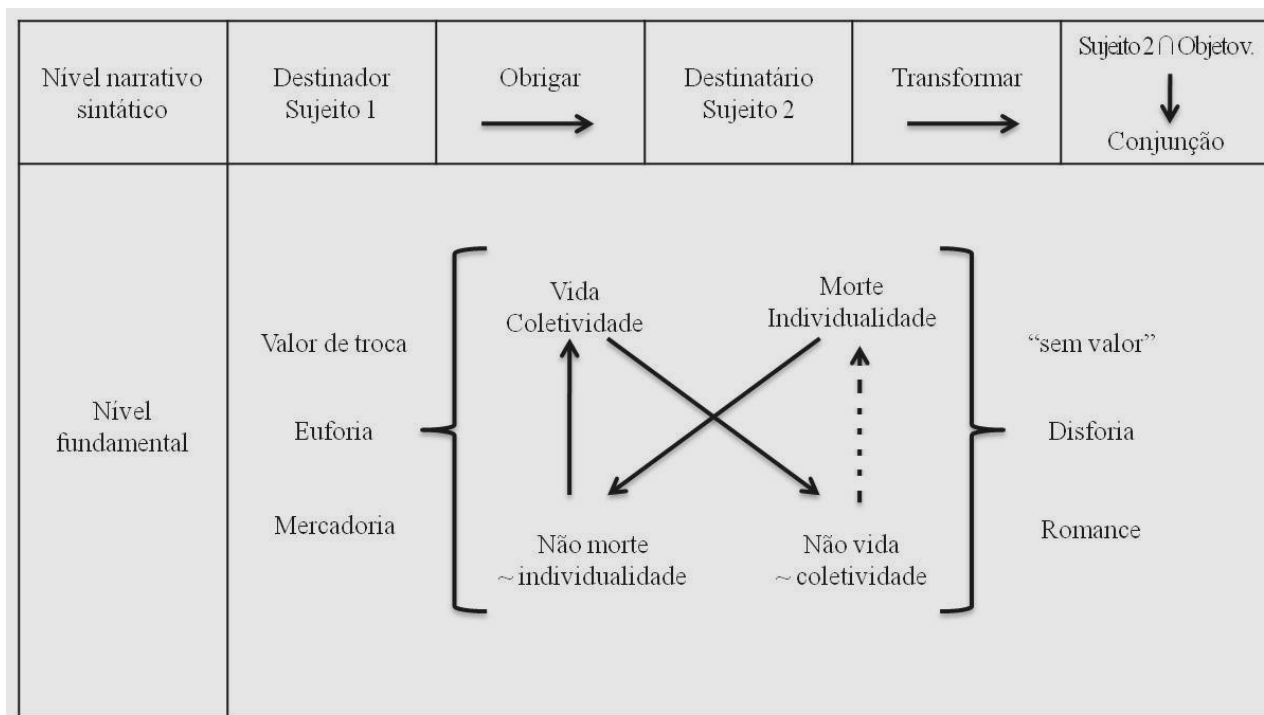 Nível narrativo
sintático
Destinador
Sujeito 1
Obrigar
Destinatário
Sujeito 2
Transformar
Sujeito 2 ∩ Objetov.
Conjunção
Nível
fundamental
Valor de troca
Euforia
Mercadoria
Vida
Coletividade
Morte
Individualidade
Não morte
~ individualidade
Não vida
~ coletividade
“sem valor”
Disforia
Romance